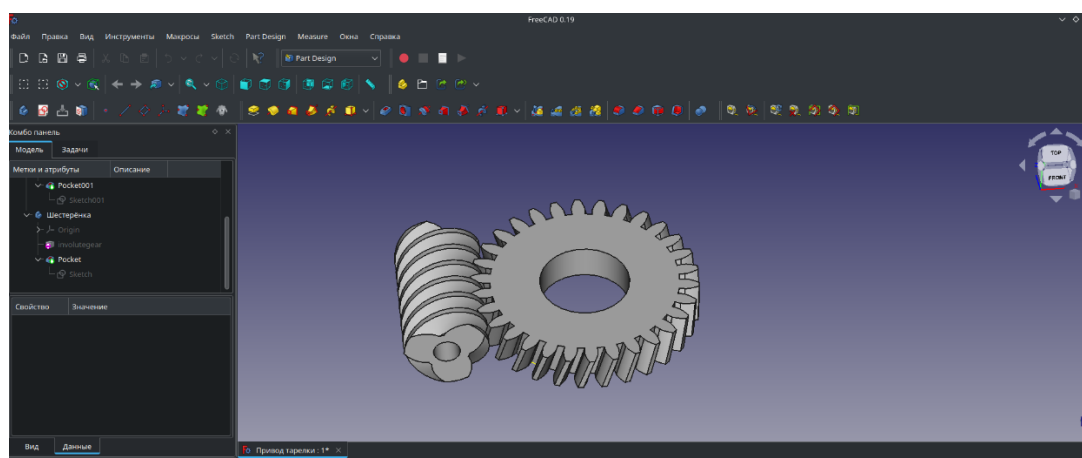 FreeCAD 0.19
Файл Правка Вид Инструменты Макросы Sketch Part Design Measure Окна Справка
Part Design
Комбо панель
Модель Задачи
Метки и атрибуты Описание
Pocket001
Sketch001
Шестерёнка
Origin
involutegear
Pocket
Sketch
Свойство Значение
Вид Данные
Привод тарелки : 1*
TOP
FRONT